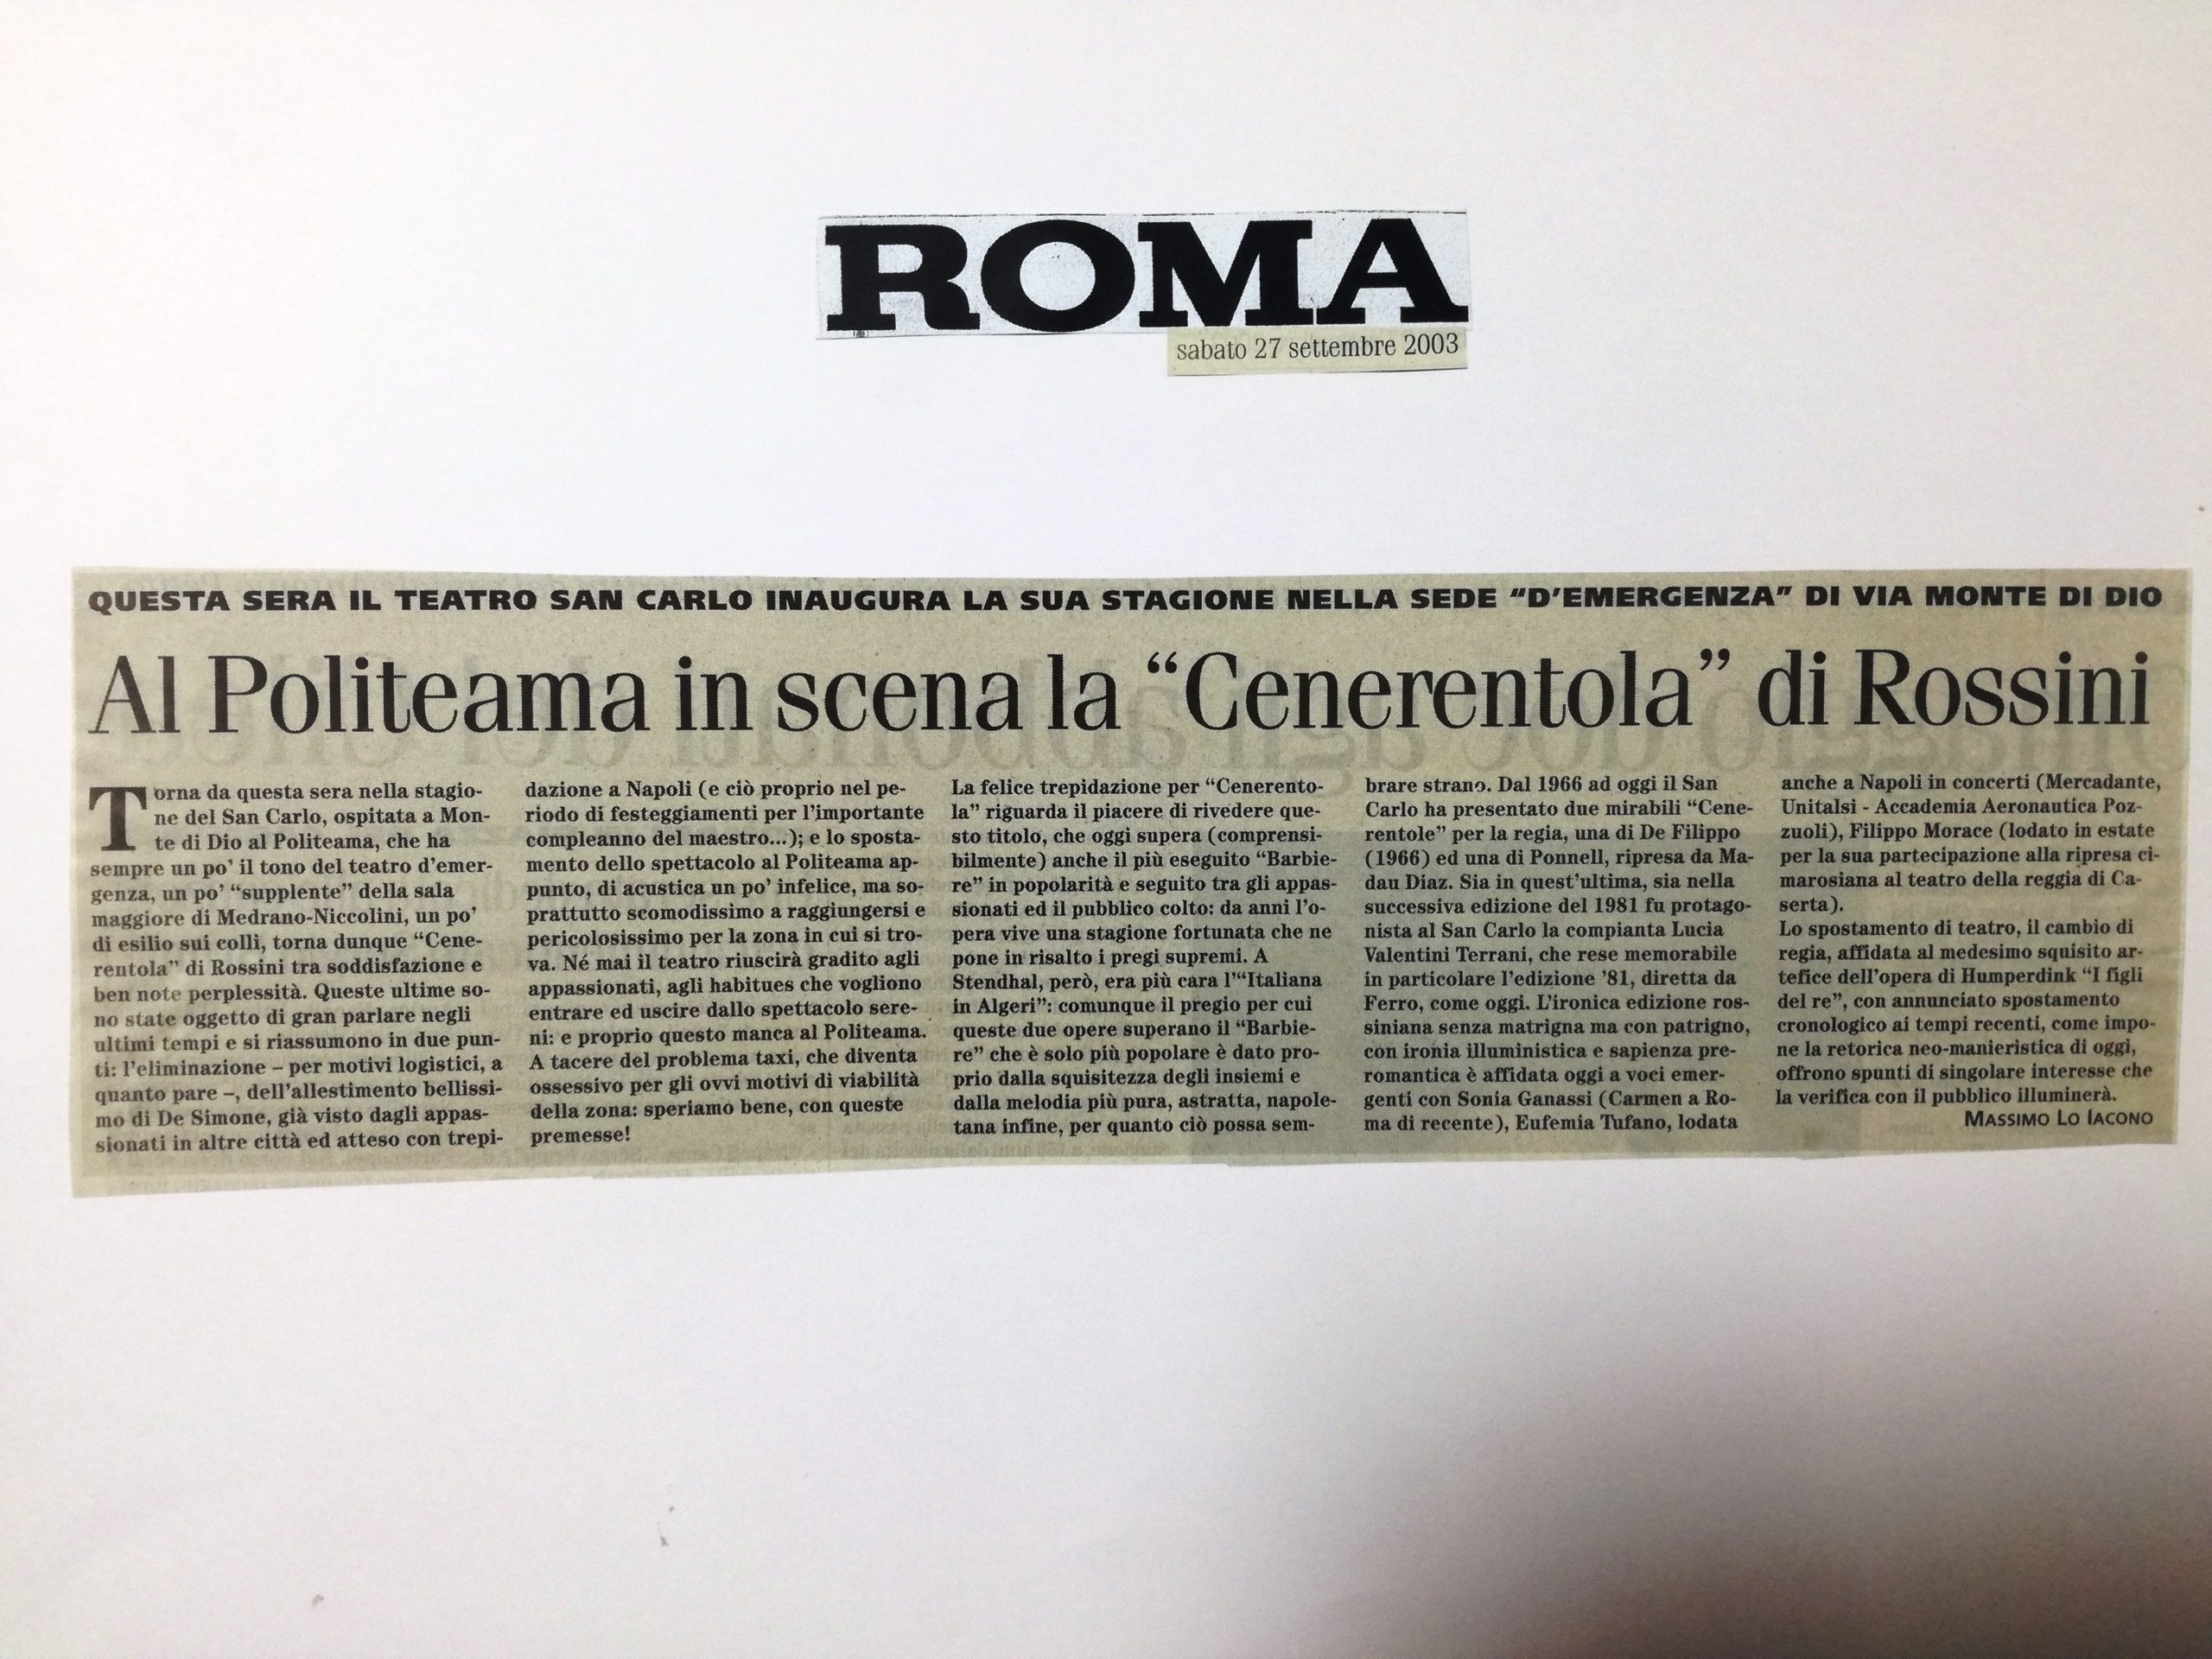 ROMA
sabato 27 settembre 2003
QUESTA SERA IL TEATRO SAN CARLO INAUGURA LA SUA STAGIONE NELLA SEDE “D’EMERGENZA” DI VIA MONTE DI DIO
Al Politeama in scena la “Cenerentola” di Rossini
Torna da questa sera nella stagio-
ne del San Carlo, ospitata a Mon-
te di Dio al Politeama, che ha
sempre un po’ il tono del teatro d’emer-
genza, un po’ “supplente” della sala
maggiore di Medrano-Niccolini, un po’
di esilio sui colli, torna dunque “Cene-
rentola” di Rossini tra soddisfazione e
ben note perplessità. Queste ultime so-
no state oggetto di gran parlare negli
ultimi tempi e si riassumono in due pun-
ti: l’eliminazione – per motivi logistici, a
quanto pare –, dell’allestimento bellissi-
mo di De Simone, già visto dagli appas-
sionati in altre città ed atteso con trepi-
dazione a Napoli (e ciò proprio nel pe-
riodo di festeggiamenti per l’importante
compleanno del maestro...); e lo sposta-
mento dello spettacolo al Politeama ap-
punto, di acustica un po’ infelice, ma so-
prattutto scomodissimo a raggiungersi e
pericolosissimo per la zona in cui si tro-
va. Né mai il teatro riuscirà gradito agli
appassionati, agli habitues che vogliono
entrare ed uscire dallo spettacolo sere-
ni: e proprio questo manca al Politeama.
A tacere del problema taxi, che diventa
ossessivo per gli ovvi motivi di viabilità
della zona: speriamo bene, con queste
premesse!
La felice trepidazione per “Cenerento-
la” riguarda il piacere di rivedere que-
sto titolo, che oggi supera (comprensi-
bilmente) anche il più eseguito “Barbie-
re” in popolarità e seguito tra gli appas-
sionati ed il pubblico colto: da anni l’o-
pera vive una stagione fortunata che ne
pone in risalto i pregi supremi. A
Stendhal, però, era più cara l’“Italiana
in Algeri”: comunque il pregio per cui
queste due opere superano il “Barbie-
re” che è solo più popolare è dato pro-
prio dalla squisitezza degli insiemi e
dalla melodia più pura, astratta, napole-
tana infine, per quanto ciò possa sem-
brare strano. Dal 1966 ad oggi il San
Carlo ha presentato due mirabili “Cene-
rentole” per la regia, una di De Filippo
(1966) ed una di Ponnell, ripresa da Ma-
dau Diaz. Sia in quest’ultima, sia nella
successiva edizione del 1981 fu protago-
nista al San Carlo la compianta Lucia
Valentini Terrani, che rese memorabile
in particolare l’edizione ’81, diretta da
Ferro, come oggi. L’ironica edizione ros-
siniana senza matrigna ma con patrigno,
con ironia illuministica e sapienza pre-
romantica è affidata oggi a voci emer-
genti con Sonia Ganassi (Carmen a Ro-
ma di recente), Eufemia Tufano, lodata
anche a Napoli in concerti (Mercadante,
Unitalsi - Accademia Aeronautica Poz-
zuoli), Filippo Morace (lodato in estate
per la sua partecipazione alla ripresa ci-
marosiana al teatro della reggia di Ca-
serta).
Lo spostamento di teatro, il cambio di
regia, affidata al medesimo squisito ar-
tefice dell’opera di Humperdink “I figli
del re”, con annunciato spostamento
cronologico ai tempi recenti, come impo-
ne la retorica neo-manieristica di oggi,
offrono spunti di singolare interesse che
la verifica con il pubblico illuminerà.
MASSIMO LO IACONO